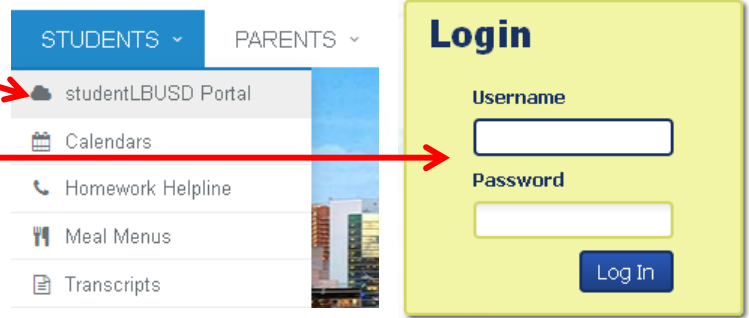 STUDENTS PARENTS
studentLBUSD Portal
Calendars
Homework Helpline
Meal Menus
Transcripts
Login
Username
Password
Log In